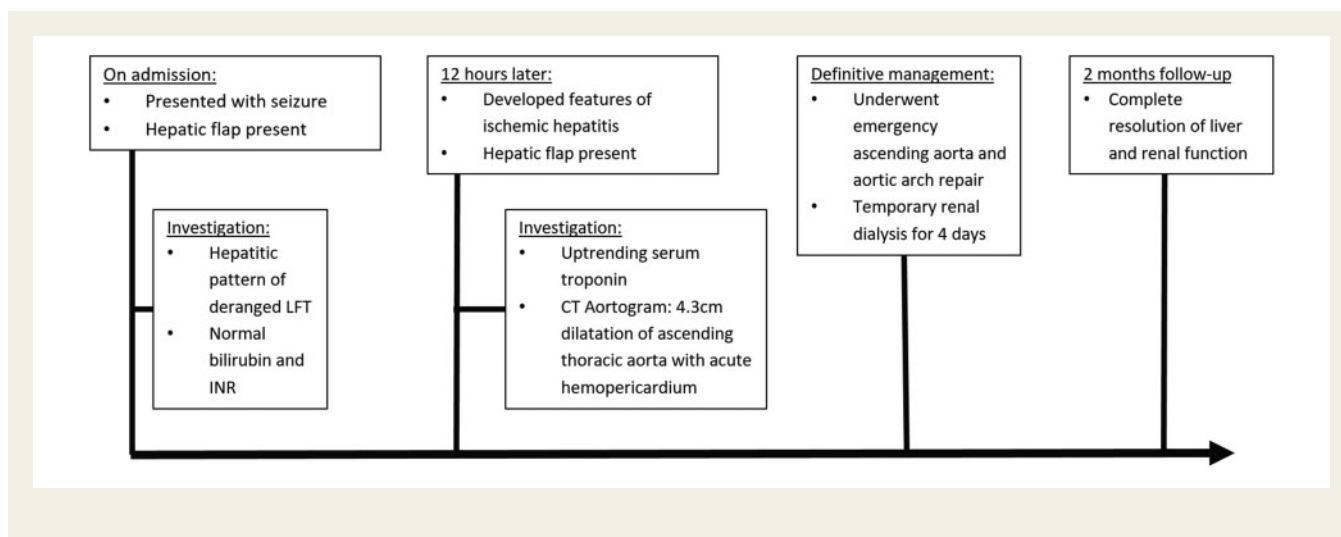 On admission:
• Presented with seizure
• Hepatic flap present
Investigation:
• Hepatitic
pattern of
deranged LFT
• Normal
bilirubin and
INR
12 hours later:
• Developed features of
ischemic hepatitis
• Hepatic flap present
Investigation:
• Uptrending serum
troponin
• CT Aortogram: 4.3cm
dilatation of ascending
thoracic aorta with acute
hemopericardium
Definitive management:
• Underwent
emergency
ascending aorta and
aortic arch repair
• Temporary renal
dialysis for 4 days
2 months follow-up
• Complete
resolution of liver
and renal function